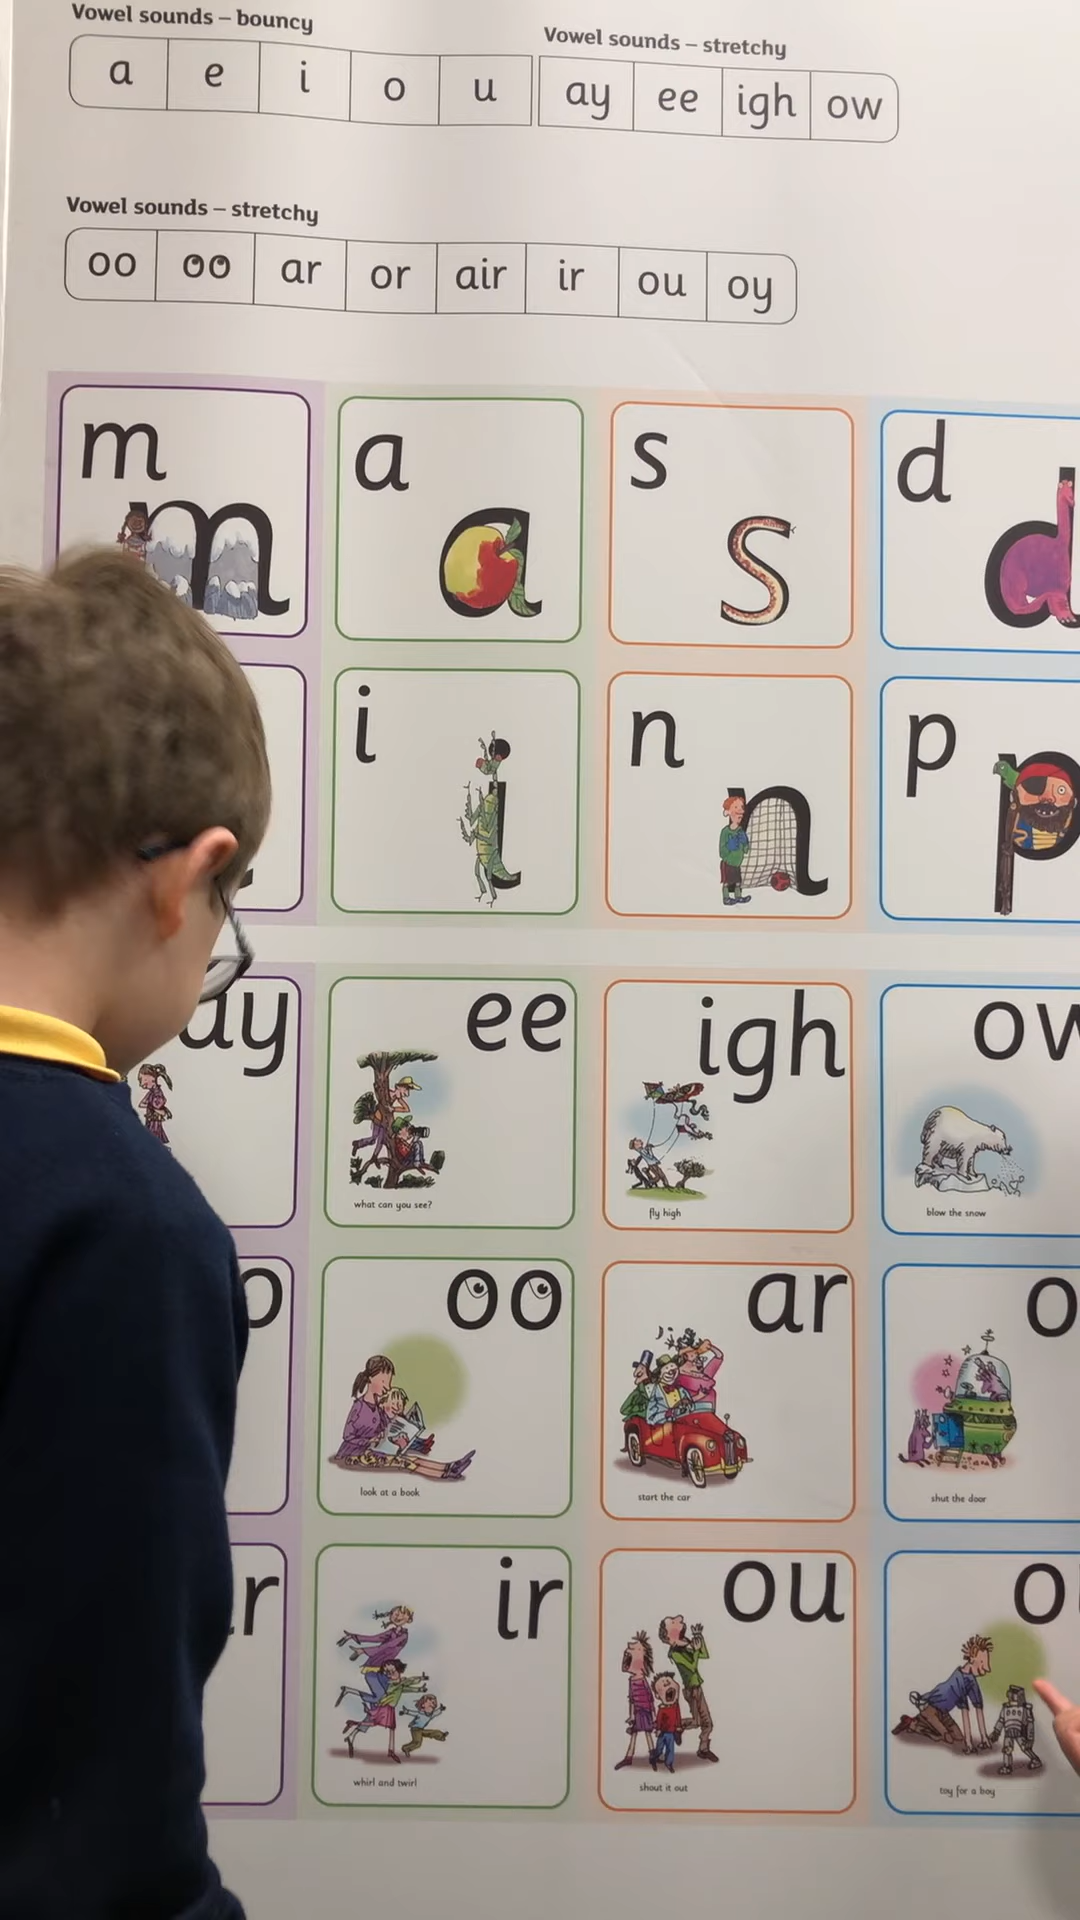 Vowel sounds – bouncy
a e i o u
Vowel sounds – stretchy
ay ee igh ow
Vowel sounds – stretchy
oo oo ar or air ir ou oy
m a s d
m a s d
i n p
i n p
ay ee igh ow
what can you see?
fly high
blow the snow
oo ar
look at a book
start the car
shut the door
ir ou
whirl and twirl
shout it out
toy for a boy